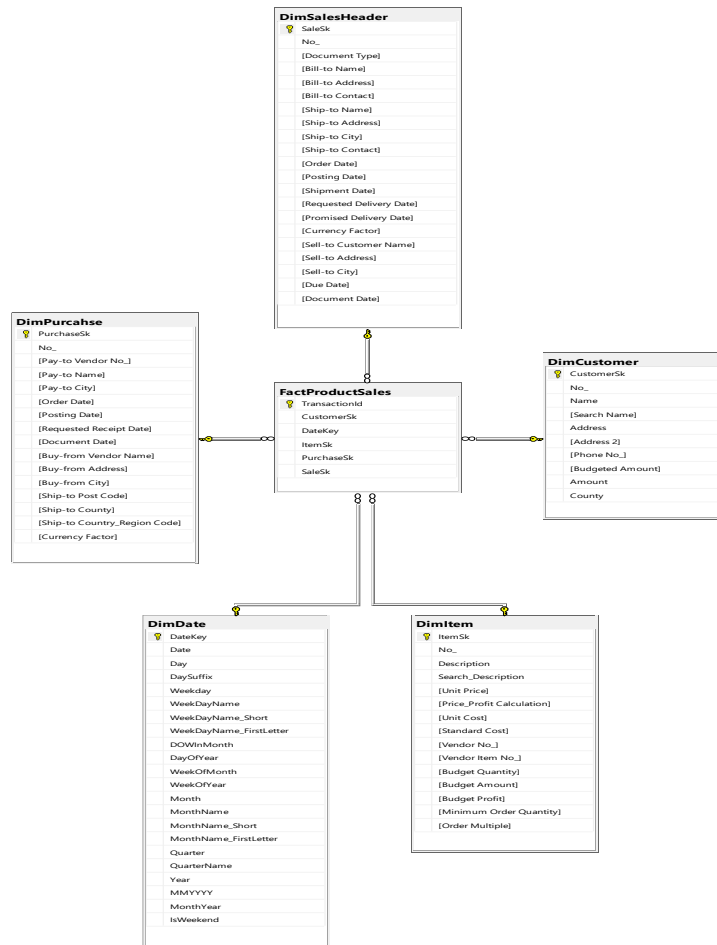 DimSalesHeader
SaleSk
No_
[Document Type]
[Bill-to Name]
[Bill-to Address]
[Bill-to Contact]
[Ship-to Name]
[Ship-to Address]
[Ship-to City]
[Ship-to Contact]
[Order Date]
[Posting Date]
[Shipment Date]
[Requested Delivery Date]
[Promised Delivery Date]
[Currency Factor]
[Sell-to Customer Name]
[Sell-to Address]
[Sell-to City]
[Due Date]
[Document Date]
DimPurcahse
PurchaseSk
No_
[Pay-to Vendor No_]
[Pay-to Name]
[Pay-to City]
[Order Date]
[Posting Date]
[Requested Receipt Date]
[Document Date]
[Buy-from Vendor Name]
[Buy-from Address]
[Buy-from City]
[Ship-to Post Code]
[Ship-to County]
[Ship-to Country_Region Code]
[Currency Factor]
FactProductSales
TransactionId
CustomerSk
DateKey
ItemSk
PurchaseSk
SaleSk
DimCustomer
CustomerSk
No_
Name
[Search Name]
Address
[Address 2]
[Phone No_]
[Budgeted Amount]
Amount
County
DimDate
DateKey
Date
Day
DaySuffix
Weekday
WeekDayName
WeekDayName_Short
WeekDayName_FirstLetter
DOWInMonth
DayOfYear
WeekOfMonth
WeekOfYear
Month
MonthName
MonthName_Short
MonthName_FirstLetter
Quarter
QuarterName
Year
MMYYYY
MonthYear
IsWeekend
DimItem
ItemSk
No_
Description
Search_Description
[Unit Price]
[Price_Profit Calculation]
[Unit Cost]
[Standard Cost]
[Vendor No_]
[Vendor Item No_]
[Budget Quantity]
[Budget Amount]
[Budget Profit]
[Minimum Order Quantity]
[Order Multiple]